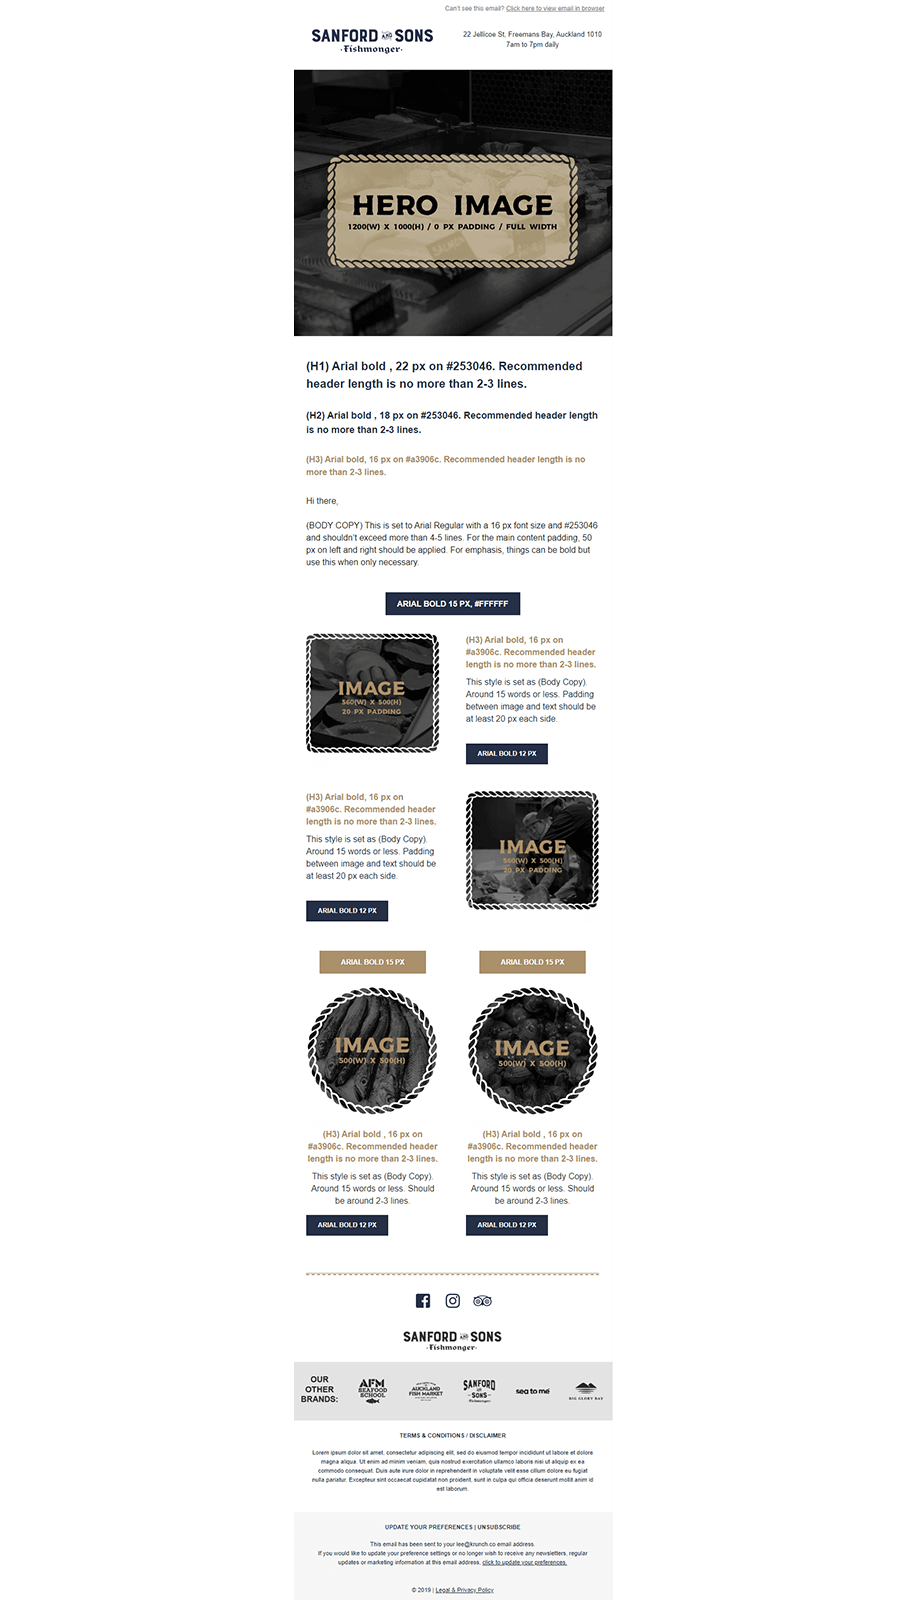 Can't see this email? Click here to view email in browser
SANFORD AND SONS
Fishmonger
22 Jellicoe St, Freemans Bay, Auckland 1010
7am to 7pm daily
HERO IMAGE
1200(W) X 1000(H) / 0 PX PADDING / FULL WIDTH
(H1) Arial bold , 22 px on #253046. Recommended
header length is no more than 2-3 lines.
(H2) Arial bold , 18 px on #253046. Recommended header length
is no more than 2-3 lines.
(H3) Arial bold, 16 px on #a3906c. Recommended header length is no
more than 2-3 lines.
Hi there,
(BODY COPY) This is set to Arial Regular with a 16 px font size and #253046
and shouldn't exceed more than 4-5 lines. For the main content padding, 50
px on left and right should be applied. For emphasis, things can be bold but
use this when only necessary.
ARIAL BOLD 15 PX, #FFFFFF
IMAGE
560(W) X 500(H)
20 PX PADDING
(H3) Arial bold, 16 px on
#a3906c. Recommended header
length is no more than 2-3 lines.
This style is set as (Body Copy).
Around 15 words or less. Padding
between image and text should be
at least 20 px each side.
ARIAL BOLD 12 PX
(H3) Arial bold, 16 px on
#a3906c. Recommended header
length is no more than 2-3 lines.
This style is set as (Body Copy).
Around 15 words or less. Padding
between image and text should be
at least 20 px each side.
ARIAL BOLD 12 PX
IMAGE
560(W) X 500(H)
20 PX PADDING
ARIAL BOLD 15 PX
IMAGE
500(W) X 500(H)
(H3) Arial bold , 16 px on
#a3906c. Recommended header
length is no more than 2-3 lines.
This style is set as (Body Copy).
Around 15 words or less. Should
be around 2-3 lines.
ARIAL BOLD 12 PX
ARIAL BOLD 15 PX
IMAGE
500(W) X 500(H)
(H3) Arial bold , 16 px on
#a3906c. Recommended header
length is no more than 2-3 lines.
This style is set as (Body Copy).
Around 15 words or less. Should
be around 2-3 lines.
ARIAL BOLD 12 PX
SANFORD AND SONS
Fishmonger
OUR
OTHER
BRANDS:
AFM
SEAFOOD
SCHOOL
AUCKLAND
FISH MARKET
SANFORD
AND
SONS
Fishmonger
sea to me
BIG GLORY BAY
TERMS & CONDITIONS / DISCLAIMER
Lorem ipsum dolor sit amet, consectetur adipiscing elit, sed do eiusmod tempor incididunt ut labore et dolore
magna aliqua. Ut enim ad minim veniam, quis nostrud exercitation ullamco laboris nisi ut aliquip ex ea
commodo consequat. Duis aute irure dolor in reprehenderit in voluptate velit esse cillum dolore eu fugiat
nulla pariatur. Excepteur sint occaecat cupidatat non proident, sunt in culpa qui officia deserunt mollit anim id
est laborum.
UPDATE YOUR PREFERENCES | UNSUBSCRIBE
This email has been sent to your lee@krunch.co email address.
If you would like to update your preference settings or no longer wish to receive any newsletters, regular
updates or marketing information at this email address, click to update your preferences.
© 2019 | Legal & Privacy Policy